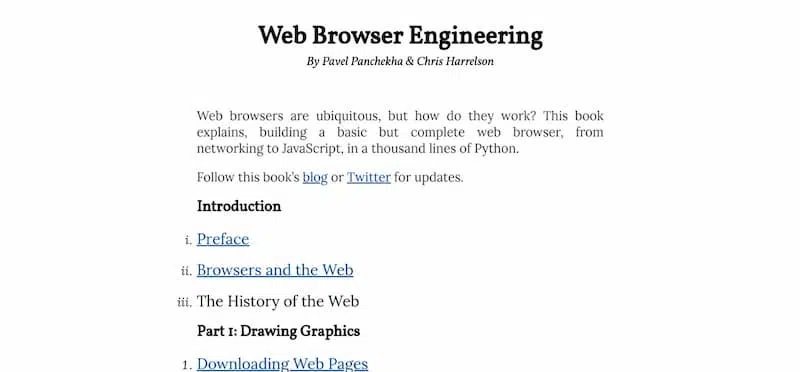 Web Browser Engineering
By Pavel Panchekha & Chris Harrelson
Web browsers are ubiquitous, but how do they work? This book
explains, building a basic but complete web browser, from
networking to JavaScript, in a thousand lines of Python.
Follow this book's blog or Twitter for updates.
Introduction
i. Preface
ii. Browsers and the Web
iii. The History of the Web
Part 1: Drawing Graphics
1. Downloading Web Pages